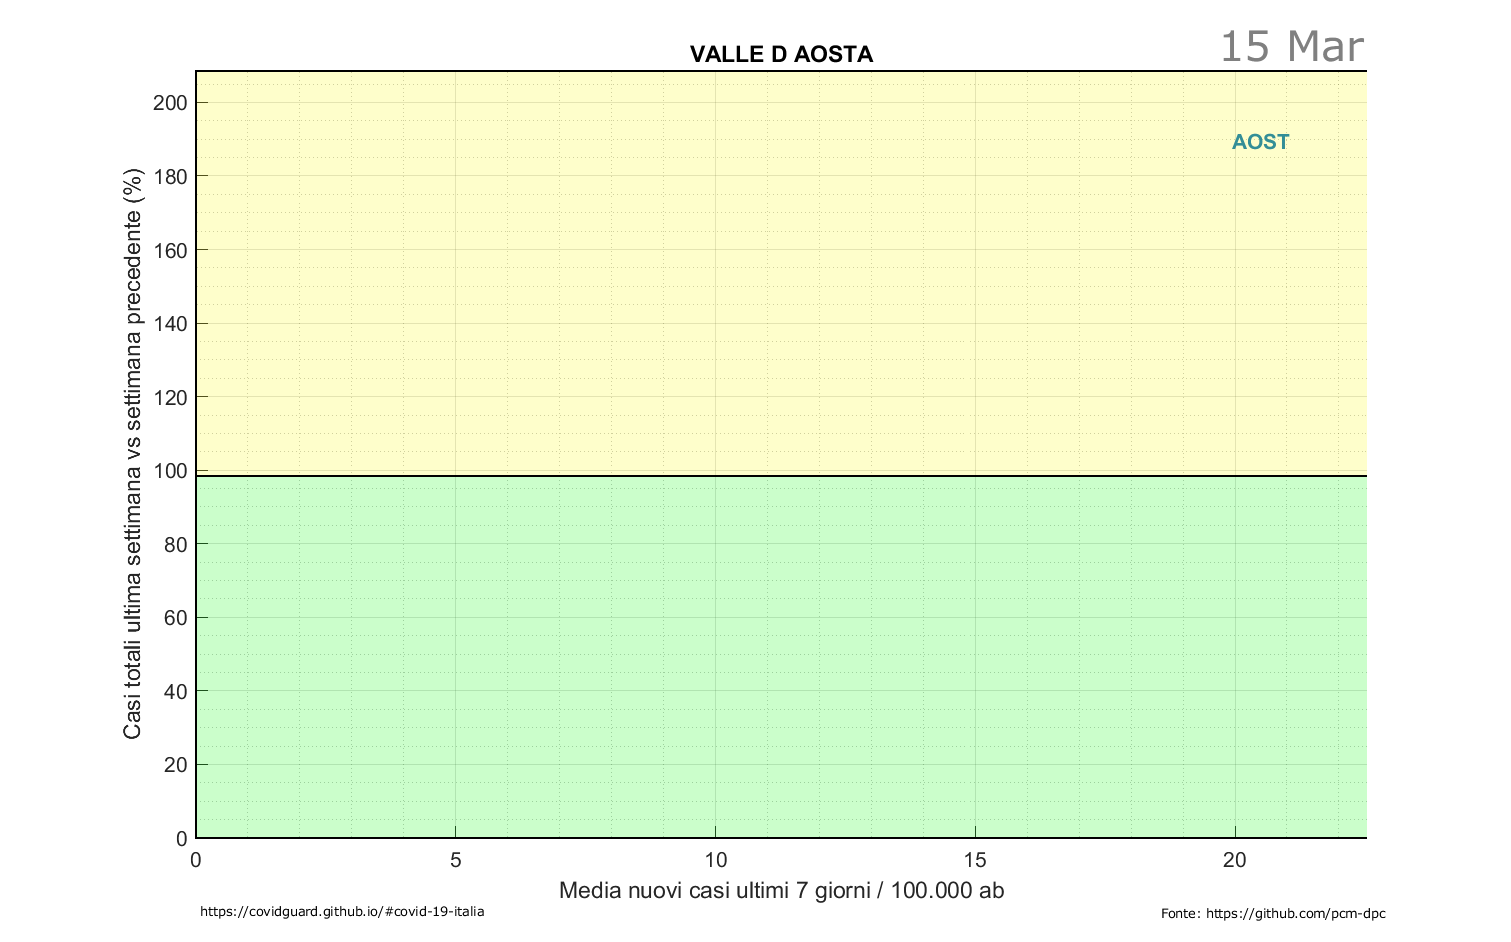 15 Mar
VALLE D AOSTA
Casi totali ultima settimana vs settimana precedente (%)
200
180
160
140
120
100
80
60
40
20
0
AOST
0 5 10 15 20
Media nuovi casi ultimi 7 giorni / 100.000 ab
https://covidguard.github.io/#covid-19-italia
Fonte: https://github.com/pcm-dpc